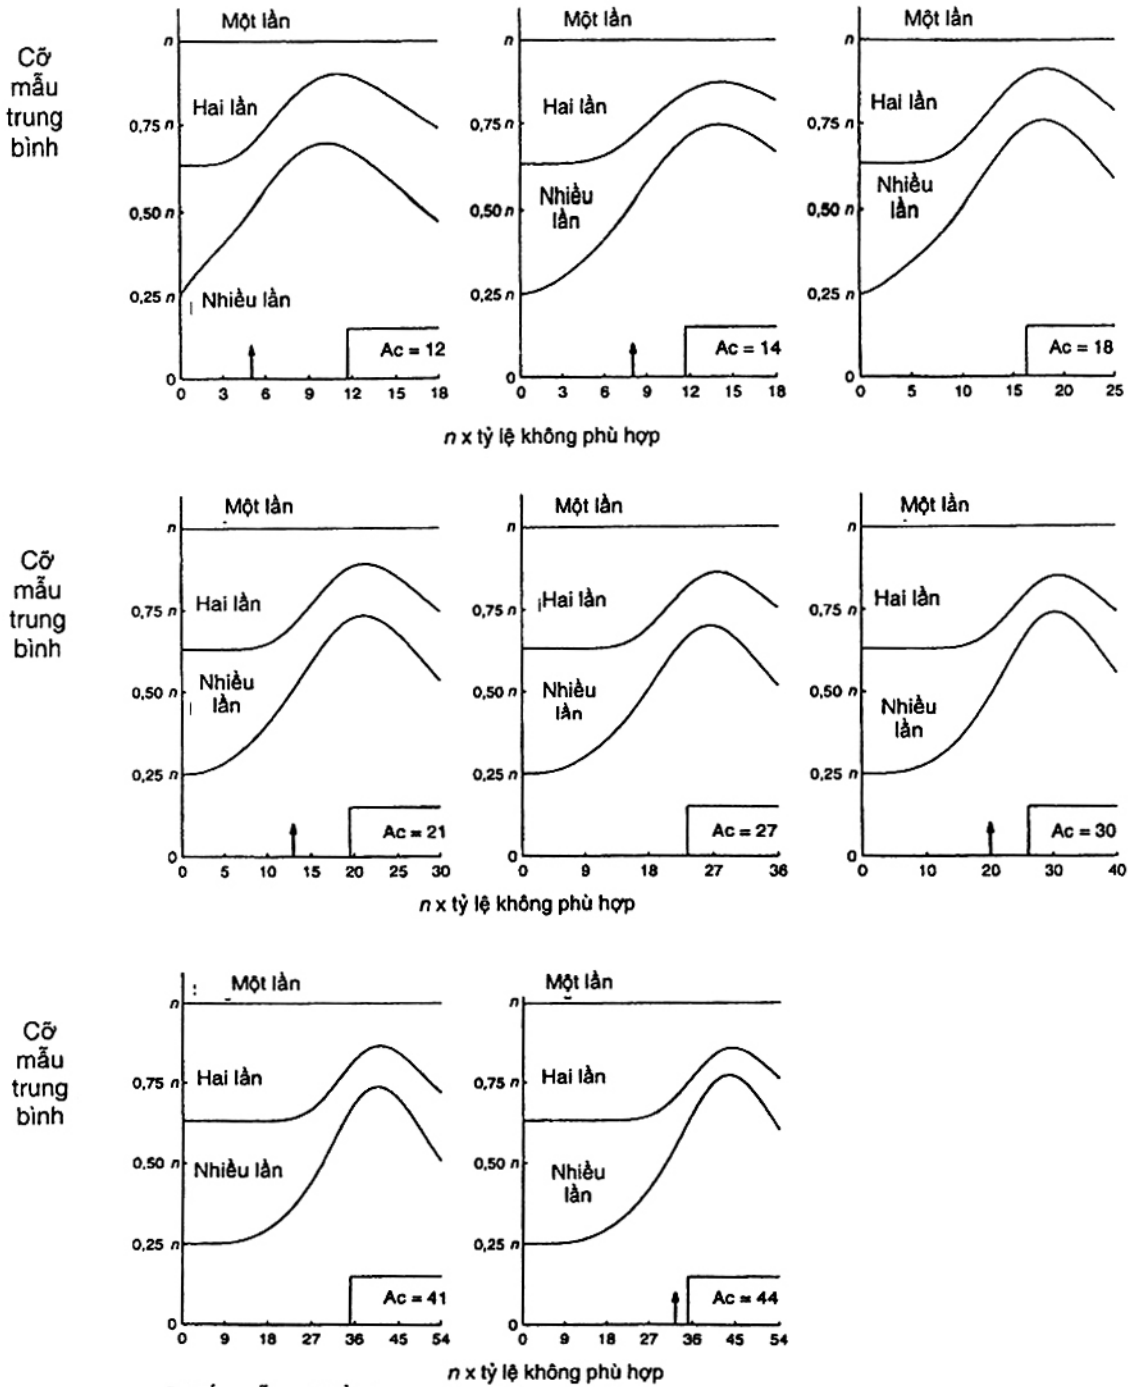 Cỡ
mẫu
trung
bình
Một lần
n
Hai lần
0,75 n
0,50 n
0,25 n
Nhiều lần
Ac = 12
0
0 3 6 9 12 15 18
Một lần
n
Hai lần
0,75 n
Nhiều
lần
0,50 n
0,25 n
Ac = 14
0
0 3 6 9 12 15 18
Một lần
n
Hai lần
0,75 n
Nhiều
lần
0,50 n
0,25 n
Ac = 18
0
0 5 10 15 20 25
n x tỷ lệ không phù hợp
Cỡ
mẫu
trung
bình
Một lần
n
Hai lần
0,75 n
Nhiều
lần
0,50 n
0,25 n
Ac = 21
0
0 5 10 15 20 25 30
Một lần
n
Hai lần
0,75 n
Nhiều
lần
0,50 n
0,25 n
Ac = 27
0
0 9 18 27 36
Một lần
n
Hai lần
0,75 n
0,50 n
Nhiều
lần
0,25 n
Ac = 30
0
0 10 20 30 40
n x tỷ lệ không phù hợp
Cỡ
mẫu
trung
bình
Một lần
n
Hai lần
0,75 n
0,50 n
Nhiều lần
0,25 n
Ac = 41
0
0 9 18 27 36 45 54
Một lần
n
Hai lần
0,75 n
0,50 n
Nhiều
lần
0,25 n
Ac = 44
0
0 9 18 27 36 45 54
n x tỷ lệ không phù hợp